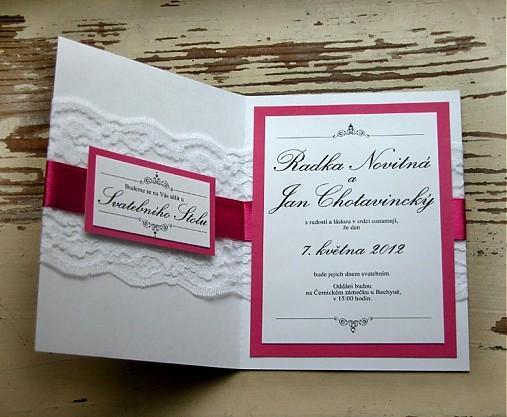 Budeme se na Vás těšit u
Svatebního Stolu
Radka Novitná
a
Jan Chotavinický
s radostí a láskou v srdci oznamují,
že den
7. května 2012
bude jejich dnem svatebním.
Oddáni budou
na Černickém zámečku u Bechyně,
v 15:00 hodin.